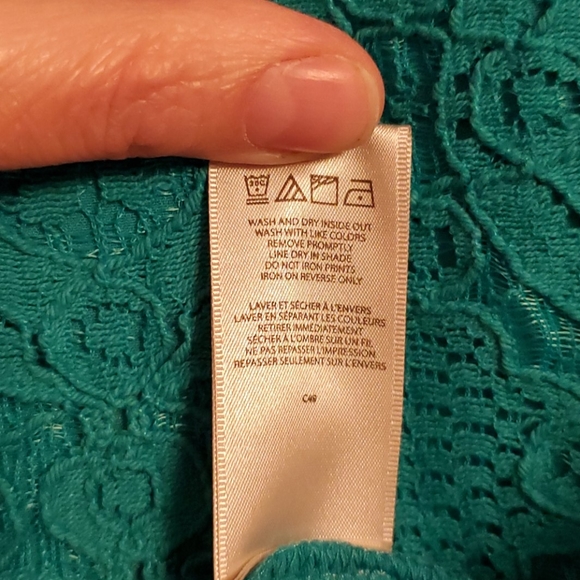 30C
WASH AND DRY INSIDE OUT
WASH WITH LIKE COLORS
REMOVE PROMPTLY
LINE DRY IN SHADE
DO NOT IRON PRINTS
IRON ON REVERSE ONLY
LAVER ET SÉCHER À L'ENVERS
LAVER EN SÉPARANT LES COULEURS
RETIRER IMMÉDIATEMENT
SÉCHER À L'OMBRE SUR UN FIL
NE PAS REPASSER L'IMPRESSION
REPASSER SEULEMENT SUR L'ENVERS